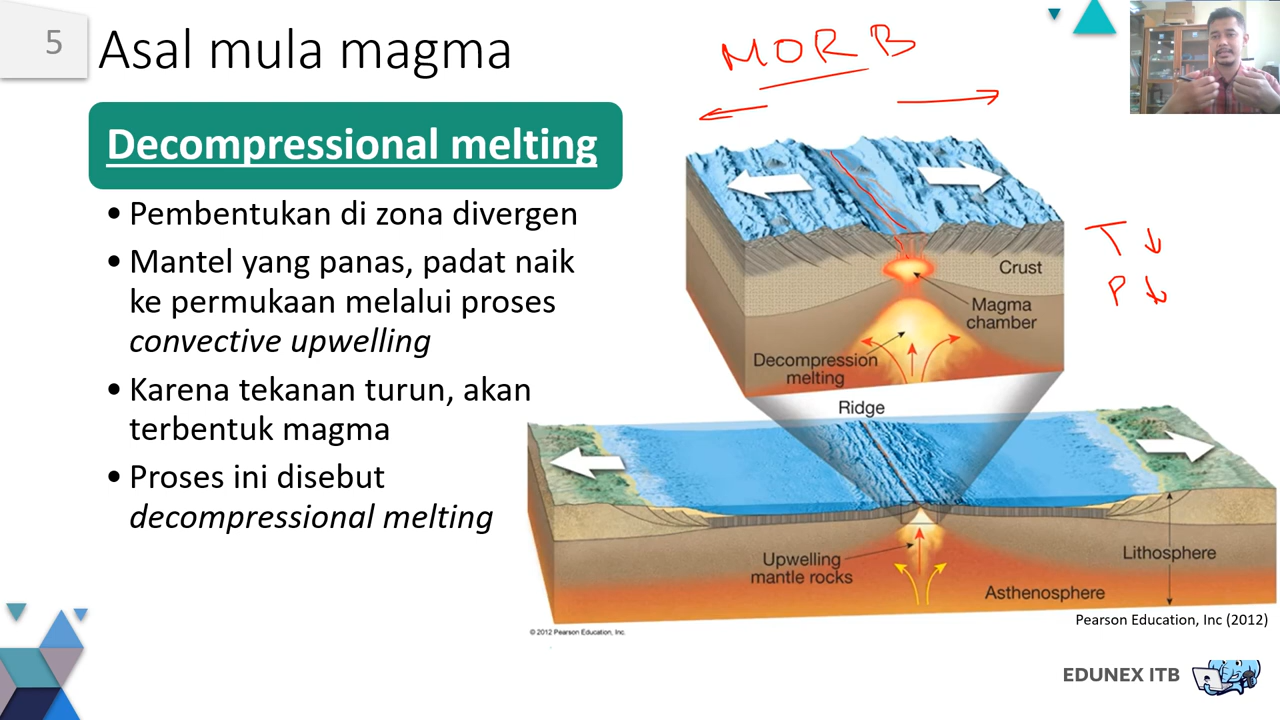 5
Asal mula magma
MORB
Decompressional melting
• Pembentukan di zona divergen
• Mantel yang panas, padat naik
ke permukaan melalui proses
convective upwelling
• Karena tekanan turun, akan
terbentuk magma
• Proses ini disebut
decompressional melting
T ↓
P ↓
Crust
Magma
chamber
Decompression
melting
Ridge
Upwelling
mantle rocks
Lithosphere
Asthenosphere
© 2012 Pearson Education, Inc.
Pearson Education, Inc (2012)
EDUNEX ITB